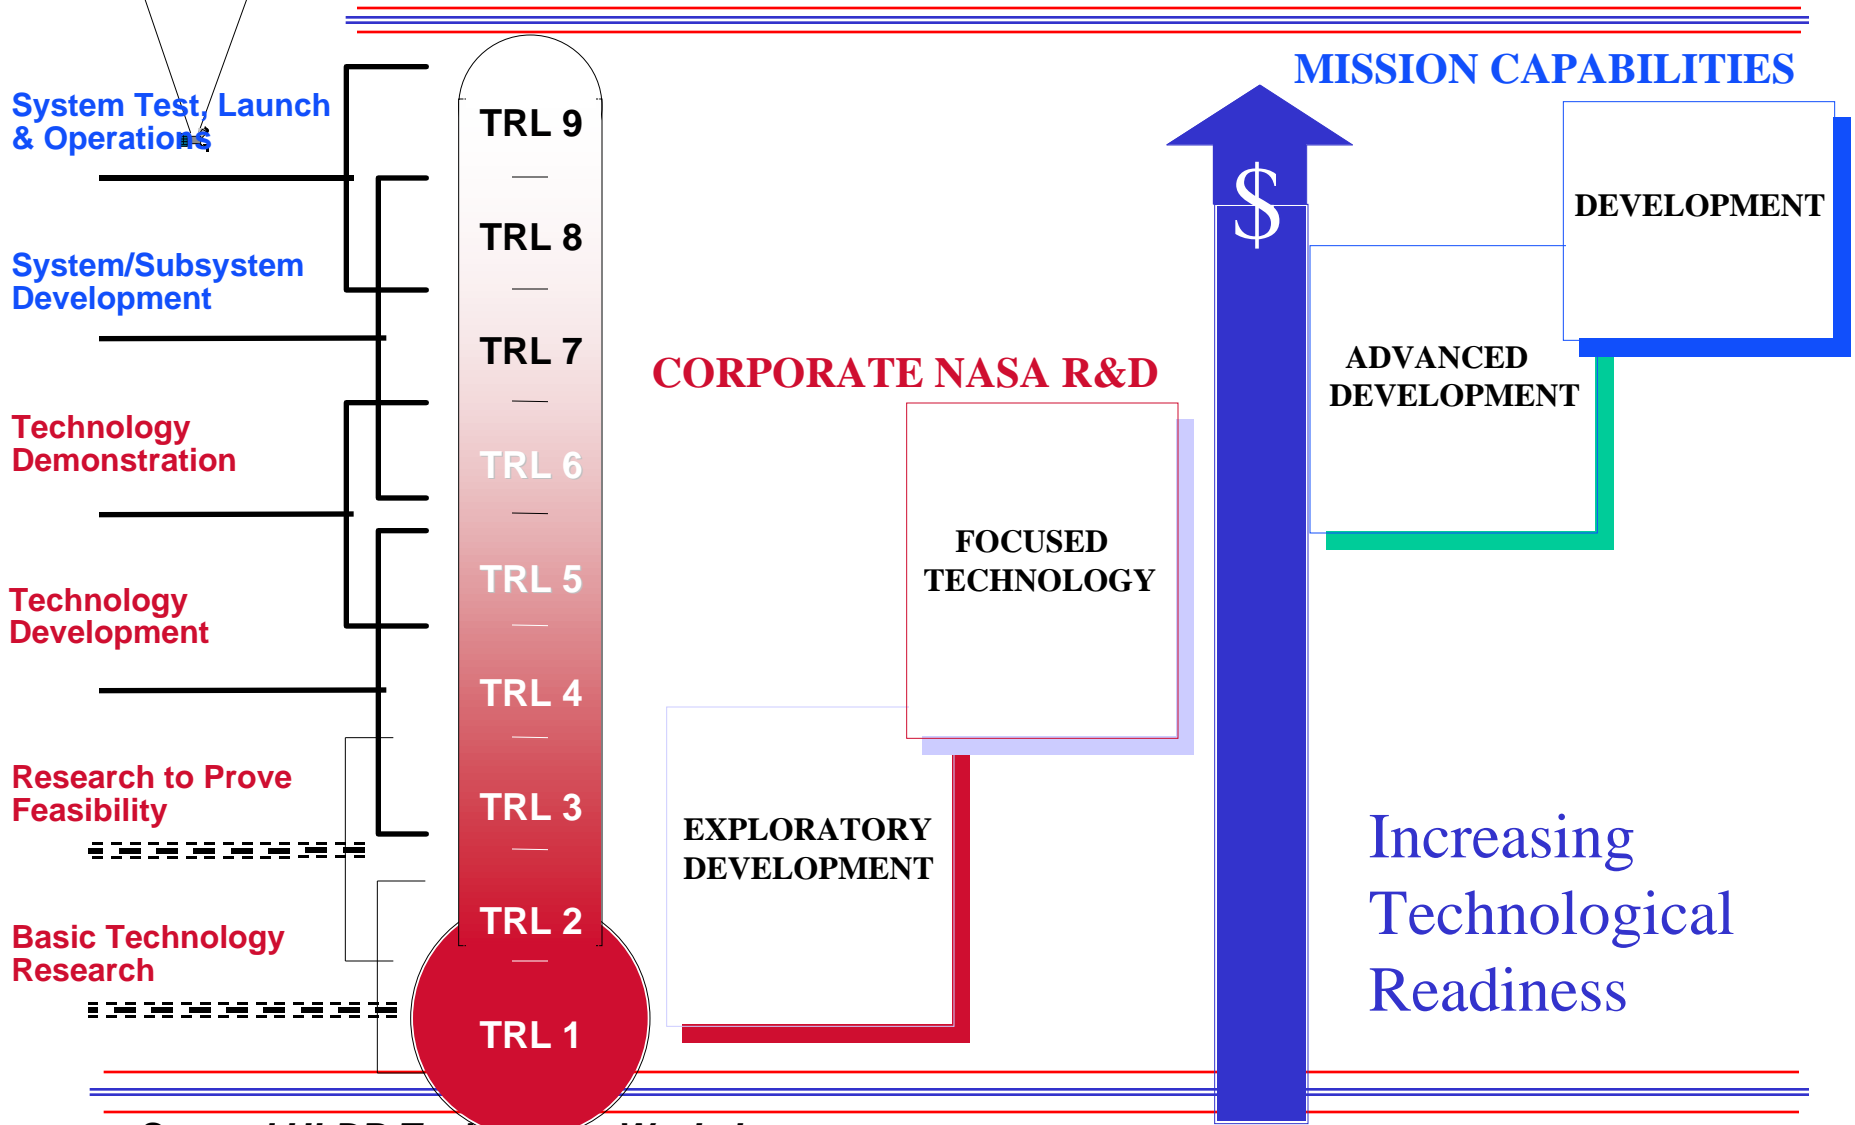 MISSION CAPABILITIES
System Test, Launch
& Operations
System/Subsystem
Development
Technology
Demonstration
Technology
Development
Research to Prove
Feasibility
Basic Technology
Research
TRL 9
TRL 8
TRL 7
TRL 6
TRL 5
TRL 4
TRL 3
TRL 2
TRL 1
CORPORATE NASA R&D
EXPLORATORY
DEVELOPMENT
FOCUSED
TECHNOLOGY
$
ADVANCED
DEVELOPMENT
DEVELOPMENT
Increasing
Technological
Readiness